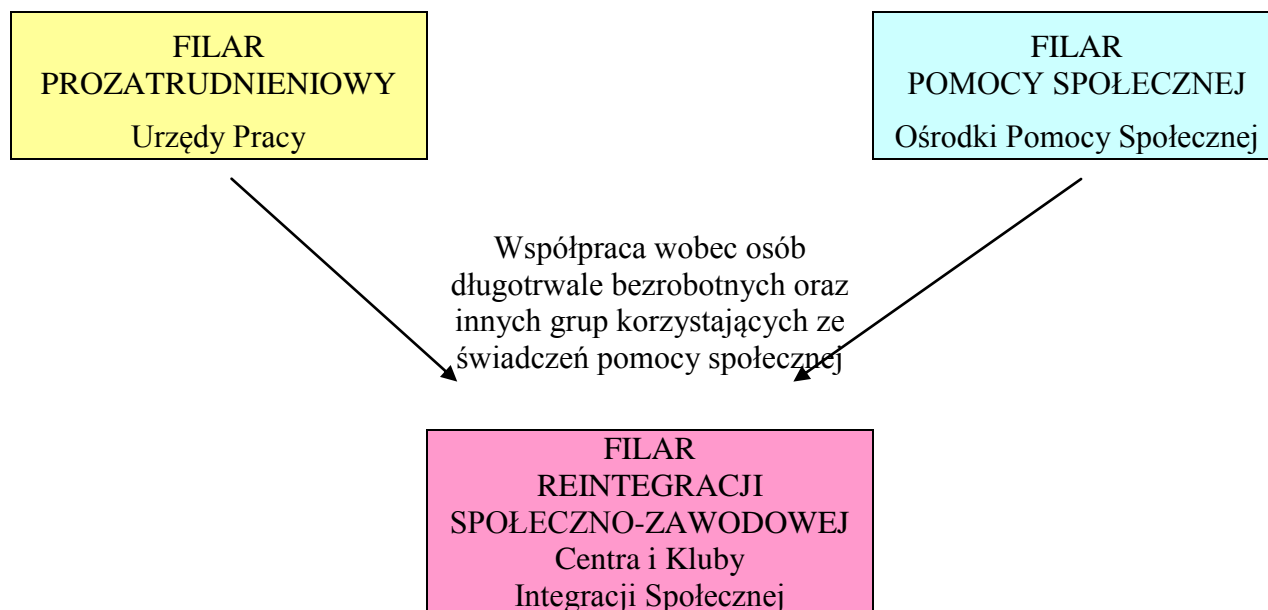 FILAR
PROZATRUDNIENIOWY
Urzędy Pracy
FILAR
POMOCY SPOŁECZNEJ
Ośrodki Pomocy Społecznej
Współpraca wobec osób
długotrwale bezrobotnych oraz
innych grup korzystających ze
świadczeń pomocy społecznej
FILAR
REINTEGRACJI
SPOŁECZNO-ZAWODOWEJ
Centra i Kluby
Integracji Społecznej